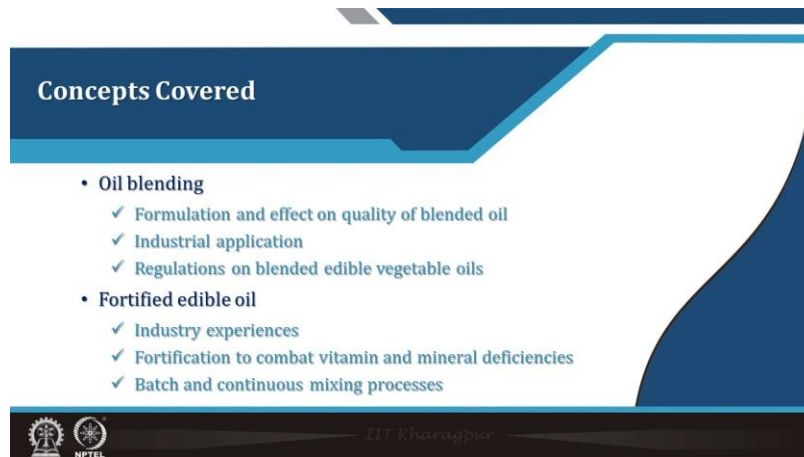 Concepts Covered
• Oil blending
✓ Formulation and effect on quality of blended oil
✓ Industrial application
✓ Regulations on blended edible vegetable oils
• Fortified edible oil
✓ Industry experiences
✓ Fortification to combat vitamin and mineral deficiencies
✓ Batch and continuous mixing processes
IIT Kharagpur
NPTEL